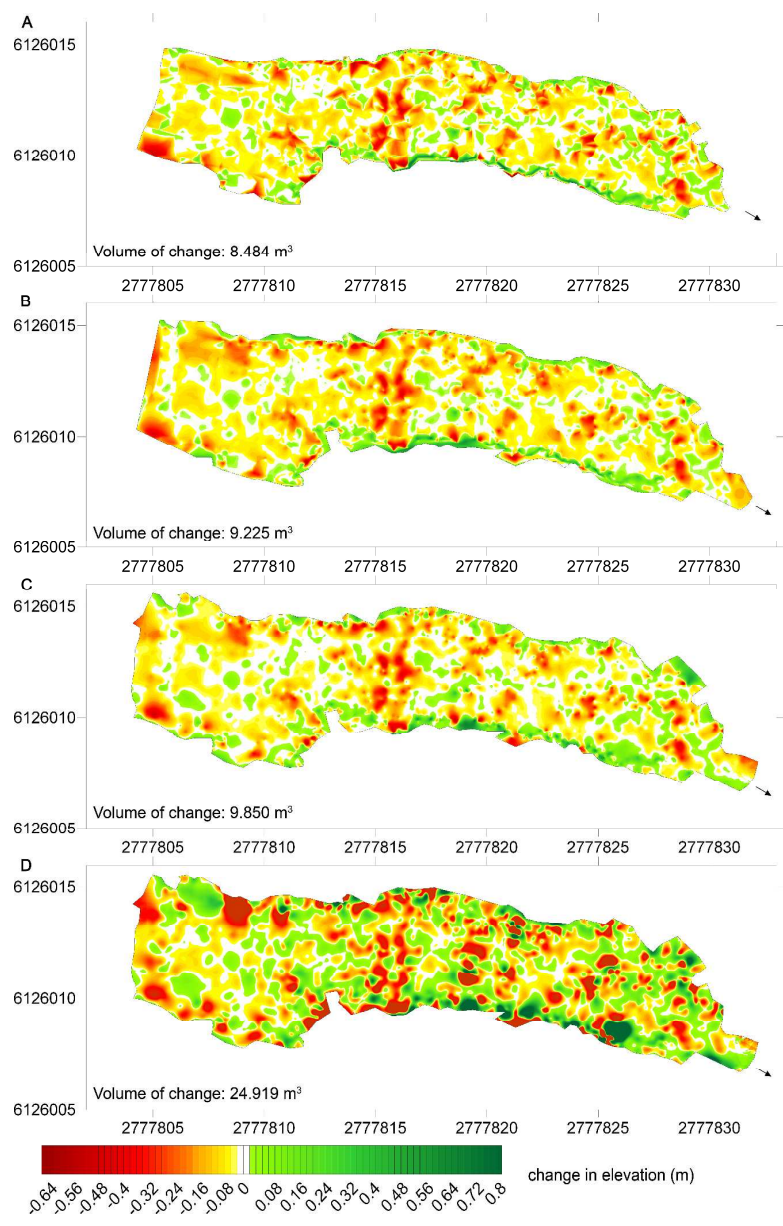 A
6126015
6126010
6126005
Volume of change: 8.484 m³
2777805 2777810 2777815 2777820 2777825 2777830
B
6126015
6126010
6126005
Volume of change: 9.225 m³
2777805 2777810 2777815 2777820 2777825 2777830
C
6126015
6126010
6126005
Volume of change: 9.850 m³
2777805 2777810 2777815 2777820 2777825 2777830
D
6126015
6126010
6126005
Volume of change: 24.919 m³
2777805 2777810 2777815 2777820 2777825 2777830
change in elevation (m)
-0.64 -0.56 -0.48 -0.4 -0.32 -0.24 -0.16 -0.08 0 0.08 0.16 0.24 0.32 0.4 0.48 0.56 0.64 0.72 0.8